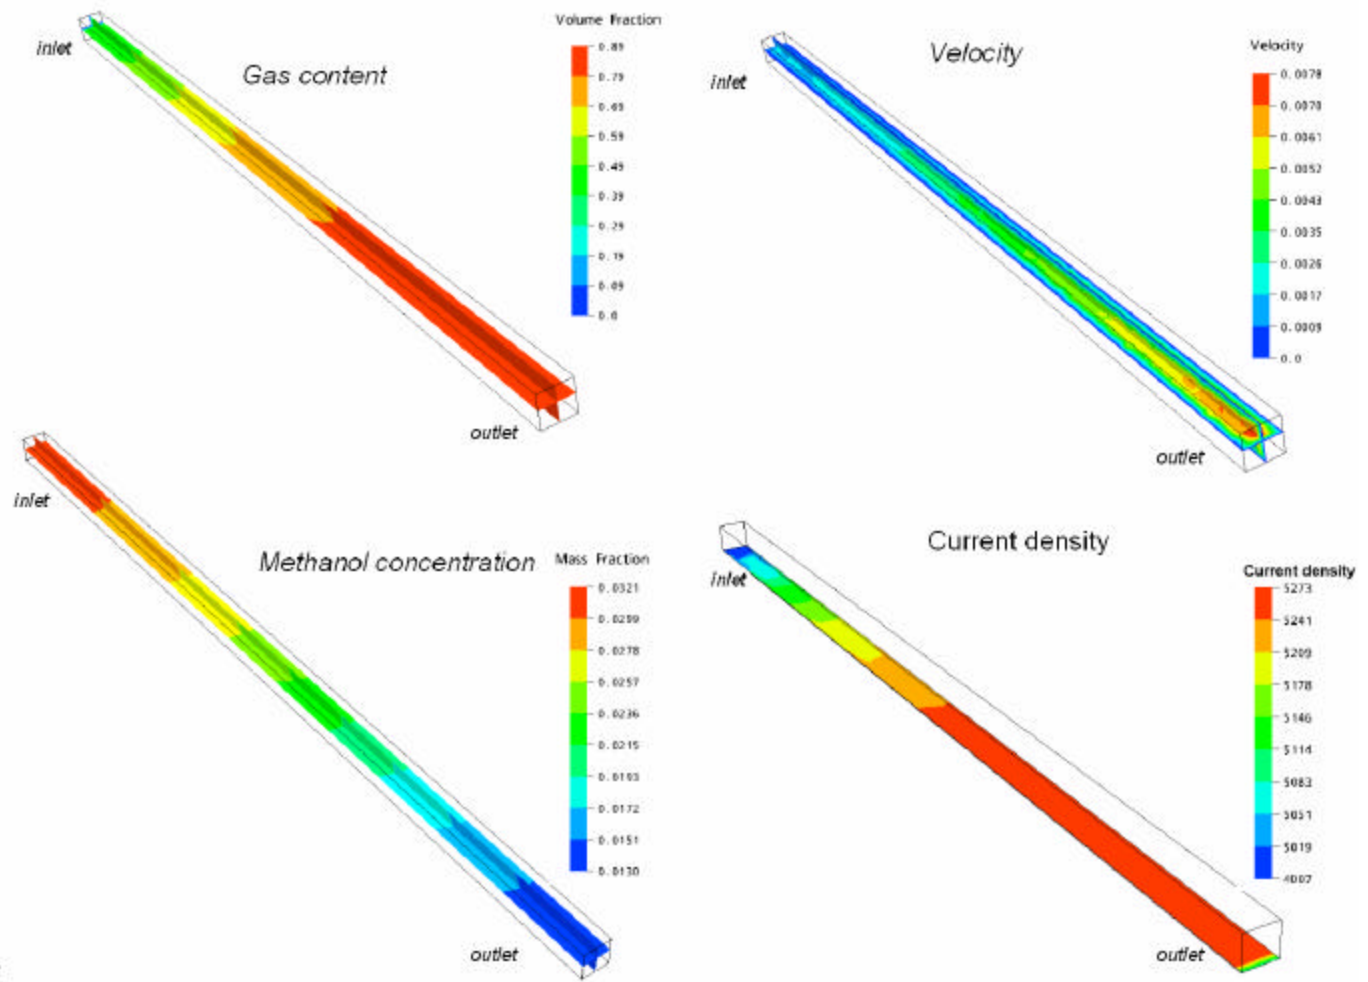 Volume Fraction
inlet
Gas content
0.89
0.79
0.69
0.59
0.49
0.39
0.29
0.19
0.09
0.0
outlet
Velocity
Velocity
inlet
0.0078
0.0070
0.0061
0.0052
0.0043
0.0035
0.0026
0.0017
0.0009
0.0
outlet
inlet
Methanol concentration
Mass Fraction
0.0321
0.0299
0.0278
0.0257
0.0236
0.0215
0.0193
0.0172
0.0151
0.0130
outlet
Current density
inlet
Current density
5273
5241
5209
5178
5146
5114
5083
5051
5019
outlet